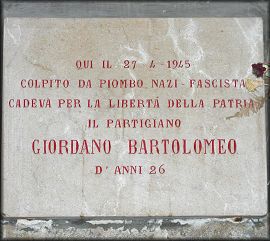 QUI IL 27-4-1945
COLPITO DA PIOMBO NAZI-FASCISTA
CADEVA PER LA LIBERTÀ DELLA PATRIA
IL PARTIGIANO
GIORDANO BARTOLOMEO
D'ANNI 26